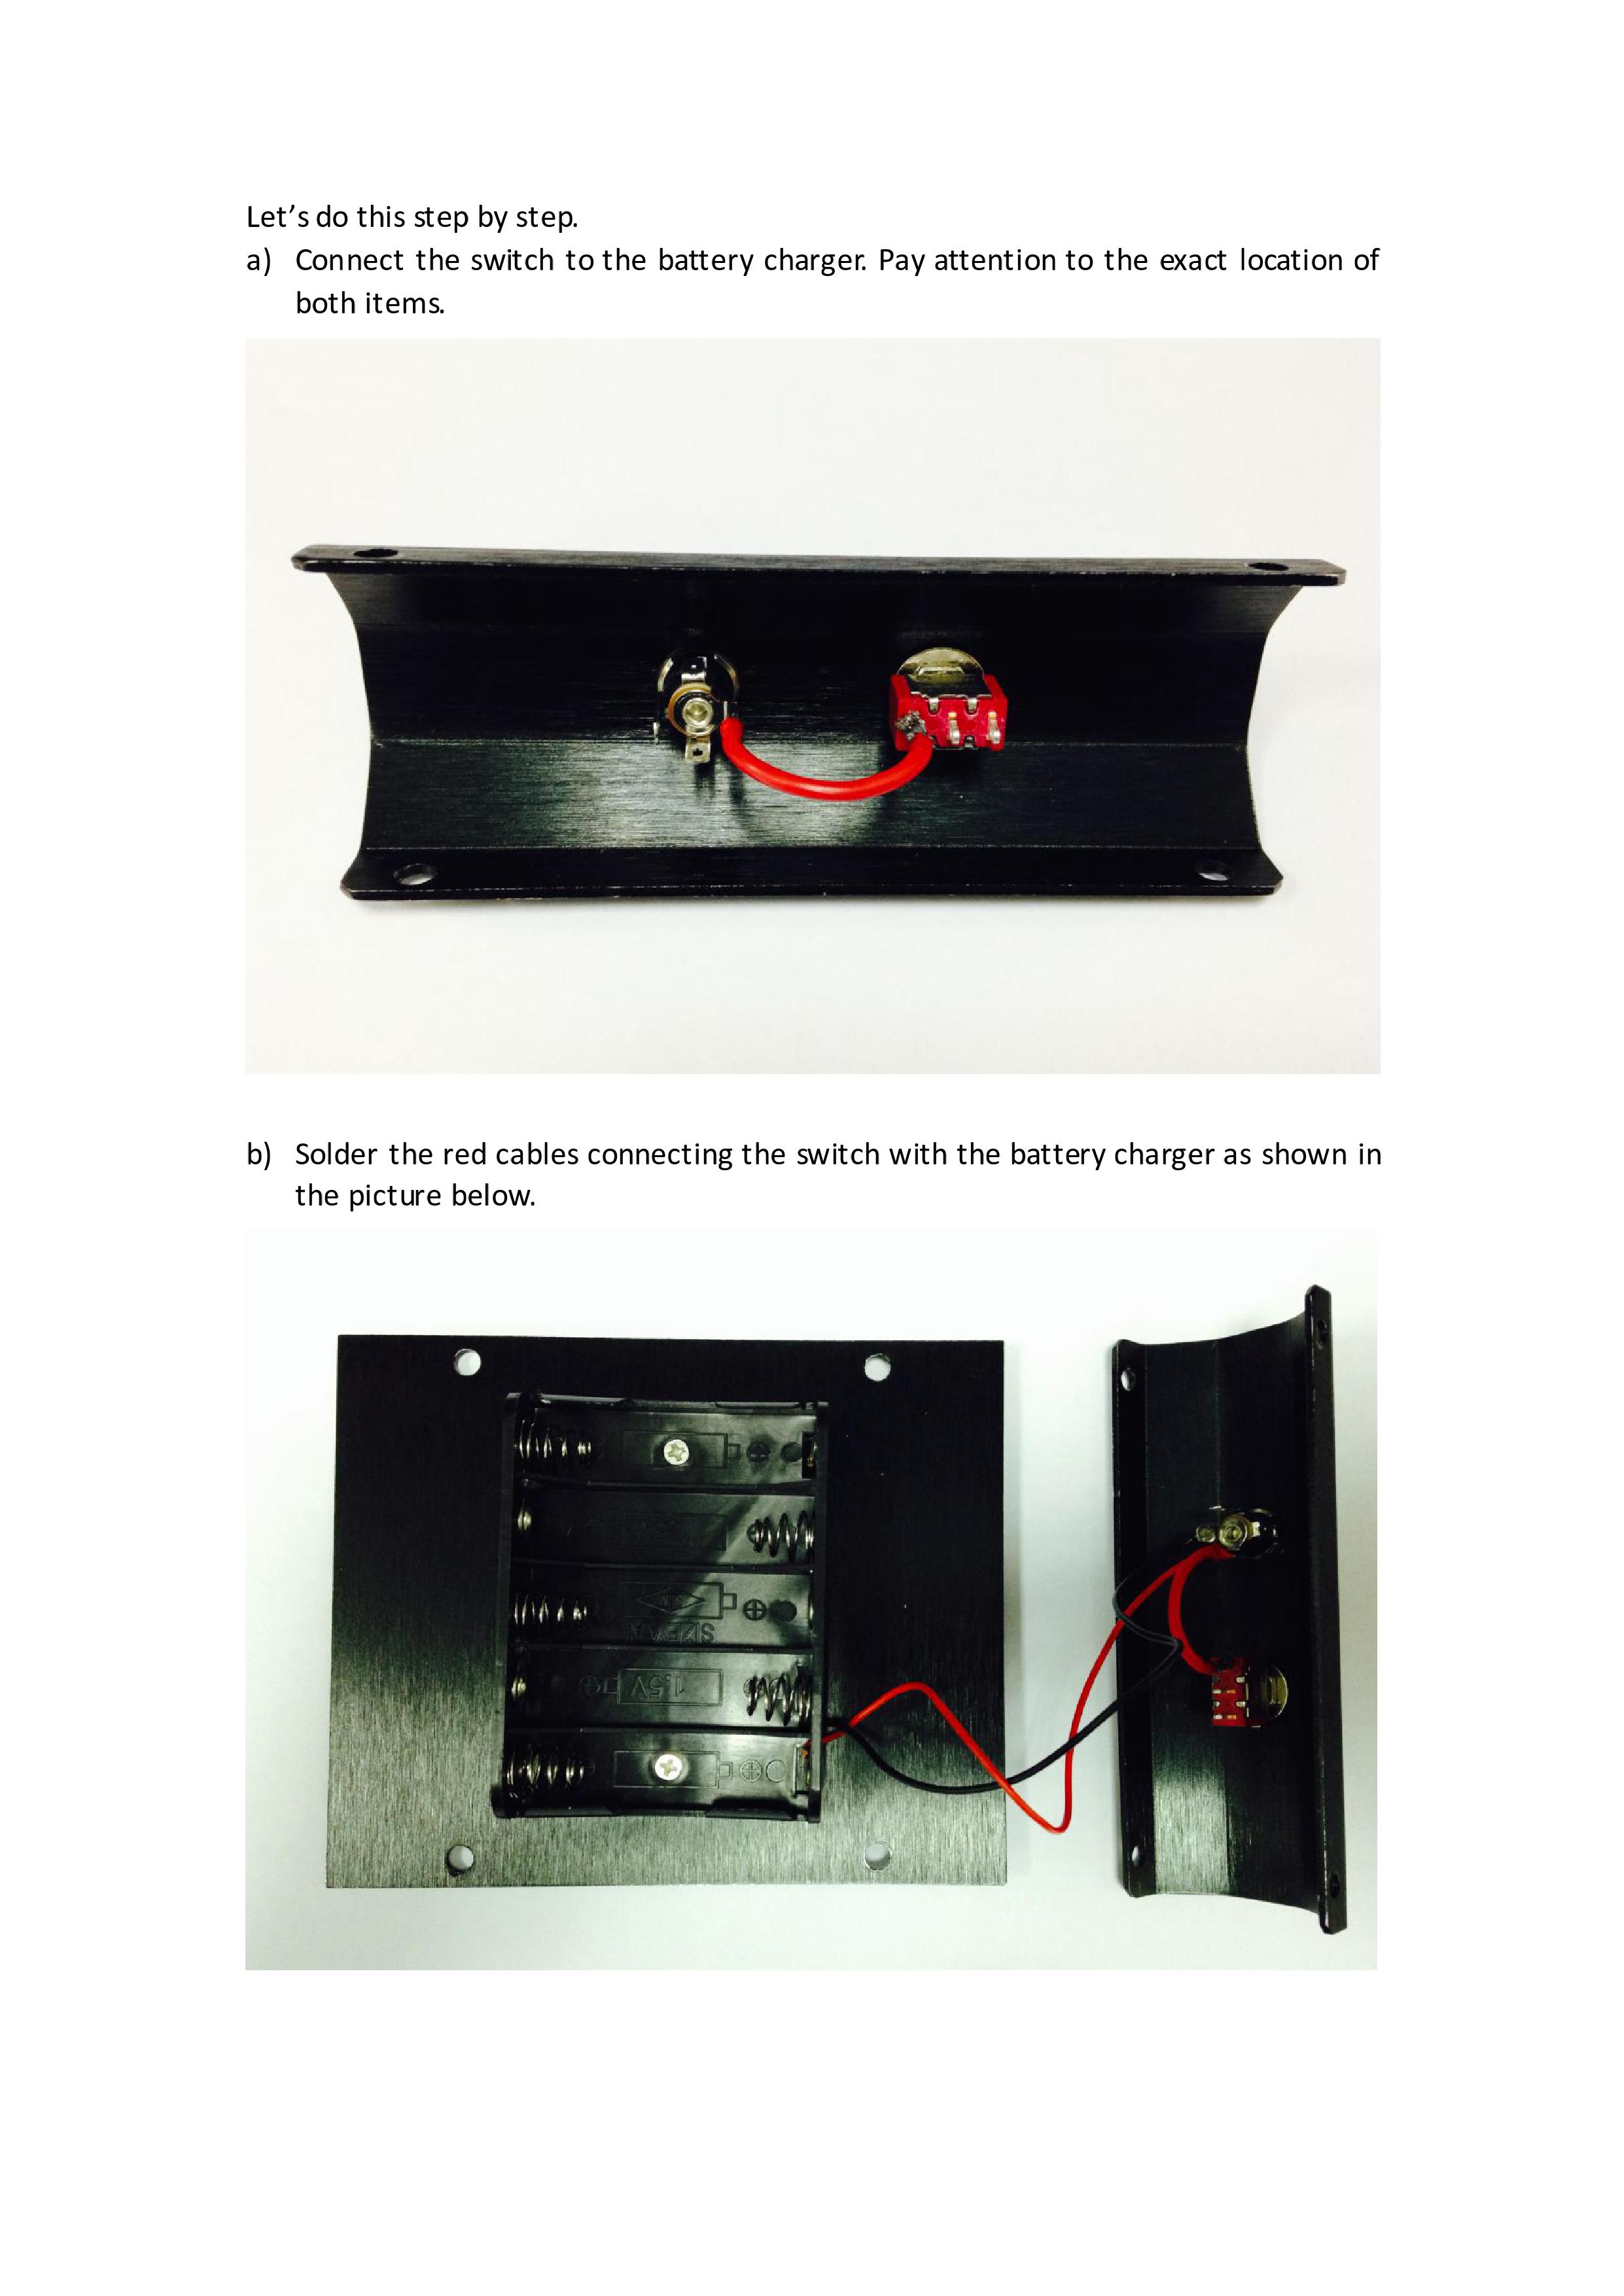 Let's do this step by step.
a) Connect the switch to the battery charger. Pay attention to the exact location of
both items.
b) Solder the red cables connecting the switch with the battery charger as shown in
the picture below.
1.5V